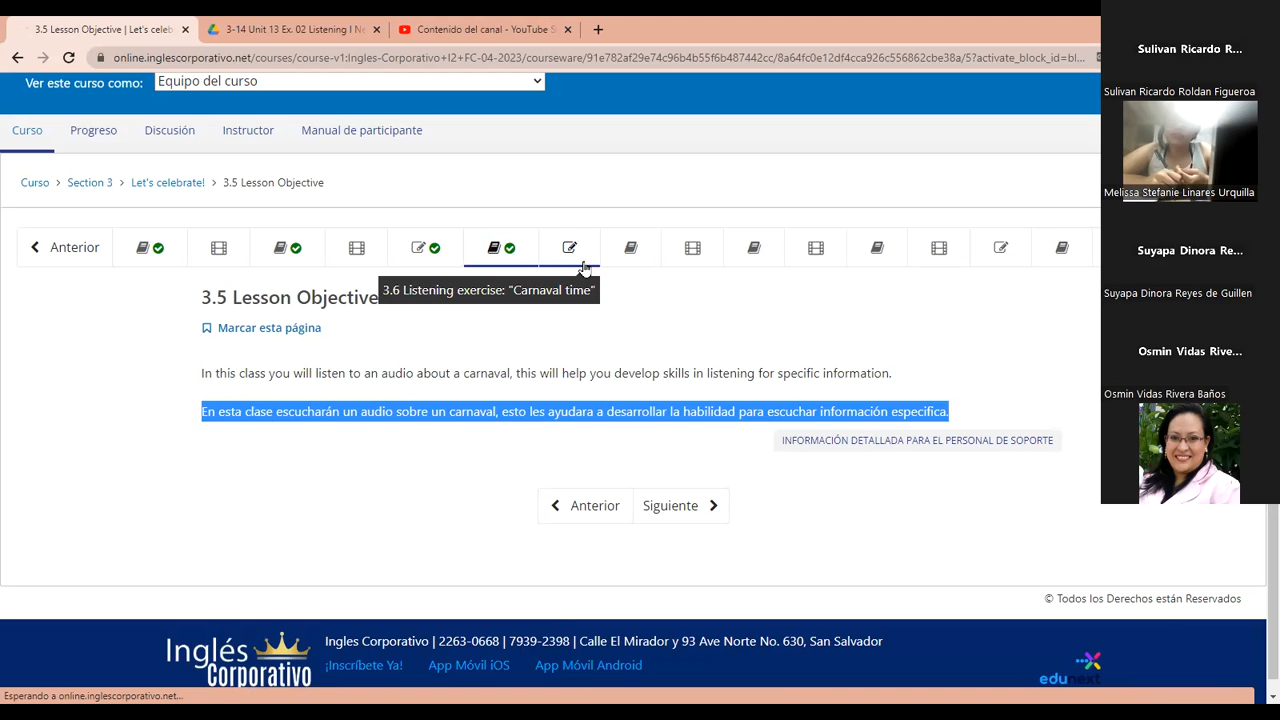 3.5 Lesson Objective | Let's celeb
3-14 Unit 13 Ex. 02 Listening I Ne
Contenido del canal - YouTube S
online.inglescorporativo.net/courses/course-v1:Ingles-Corporativo+I2+FC-04-2023/courseware/91e782af29e74c96b4b55f6b487442cc/8a64fc0e12df4cca926c556862cbe38a/5?activate_block_id=bl...
Ver este curso como:
Equipo del curso
Curso
Progreso
Discusión
Instructor
Manual de participante
Curso > Section 3 > Let's celebrate! > 3.5 Lesson Objective
Anterior
3.6 Listening exercise: "Carnaval time"
3.5 Lesson Objective
Marcar esta página
In this class you will listen to an audio about a carnaval, this will help you develop skills in listening for specific information.
En esta clase escucharán un audio sobre un carnaval, esto les ayudara a desarrollar la habilidad para escuchar información especifica.
INFORMACIÓN DETALLADA PARA EL PERSONAL DE SOPORTE
Anterior
Siguiente
© Todos los Derechos están Reservados
Inglés
Corporativo
Ingles Corporativo | 2263-0668 | 7939-2398 | Calle El Mirador y 93 Ave Norte No. 630, San Salvador
¡Inscríbete Ya!
App Móvil iOS
App Móvil Android
edunext
Esperando a online.inglescorporativo.net...
Sulivan Ricardo R...
Sulivan Ricardo Roldan Figueroa
Melissa Stefanie Linares Urquilla
Suyapa Dinora Re...
Suyapa Dinora Reyes de Guillen
Osmin Vidas Rive...
Osmin Vidas Rivera Baños